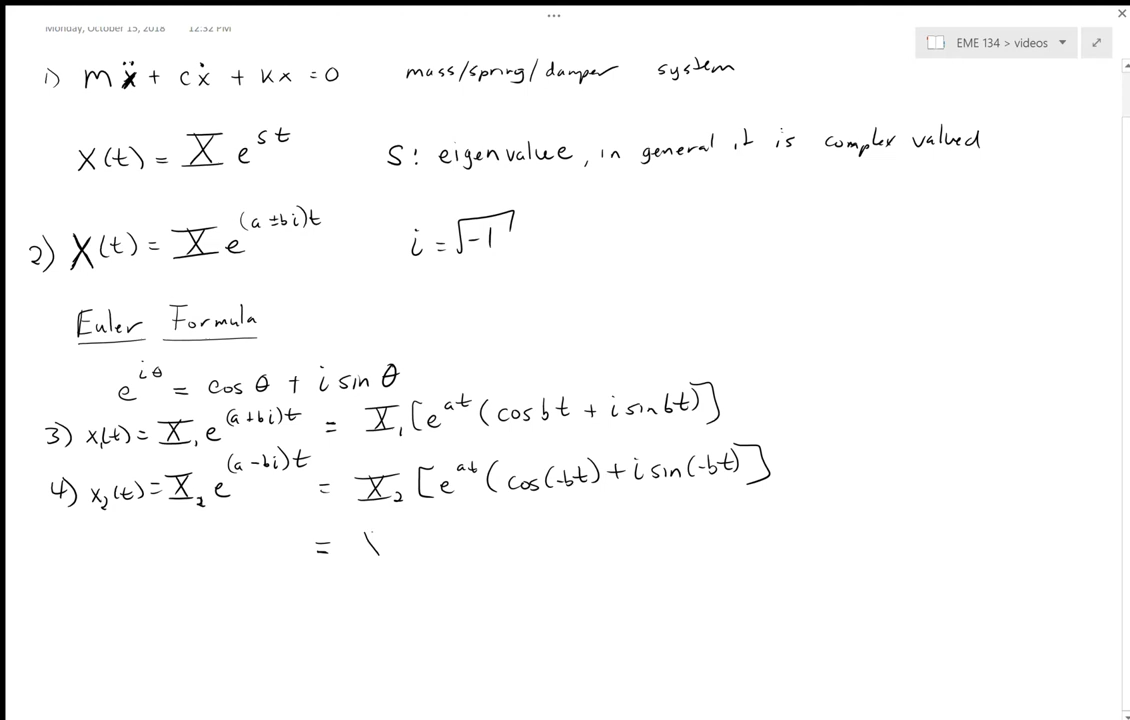 Monday, October 15, 2018 12:52 PM
EME 134 > videos
1) mẍ + cẋ + kx = 0 mass/spring/damper system
x(t) = X e^{st} S: eigenvalue, in general it is complex valued
2) x(t) = X e^{(a ± bi)t} i = √-1
Euler Formula
e^{iθ} = cos θ + i sin θ
3) x₁(t) = X₁ e^{(a+bi)t} = X₁[e^{at}(cos bt + i sin bt)]
4) x₂(t) = X₂ e^{(a-bi)t} = X₂[e^{at}(cos(-bt) + i sin(-bt)]
=